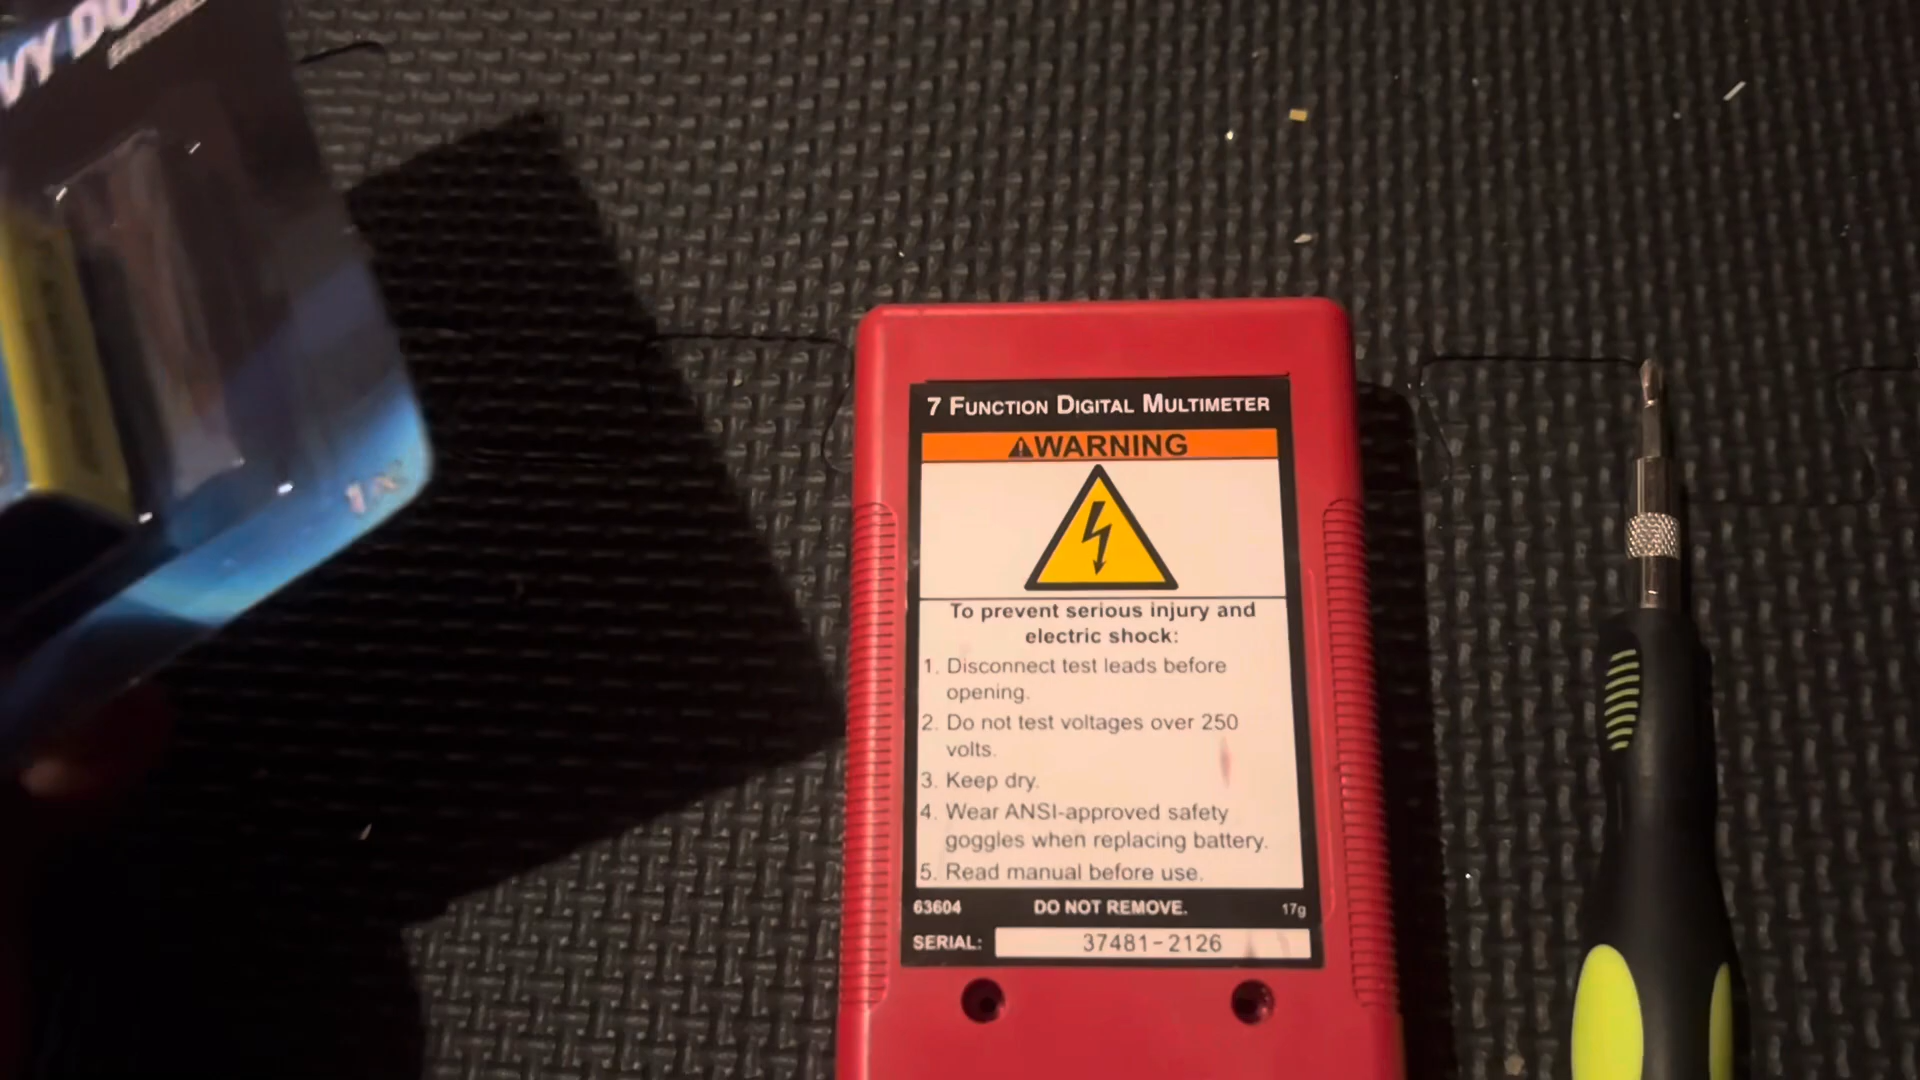 VY DU
7 FUNCTION DIGITAL MULTIMETER
⚠WARNING
To prevent serious injury and
electric shock:
1. Disconnect test leads before
opening.
2. Do not test voltages over 250
volts.
3. Keep dry.
4. Wear ANSI-approved safety
goggles when replacing battery.
5. Read manual before use.
63604 DO NOT REMOVE. 17g
SERIAL: 37481-2126